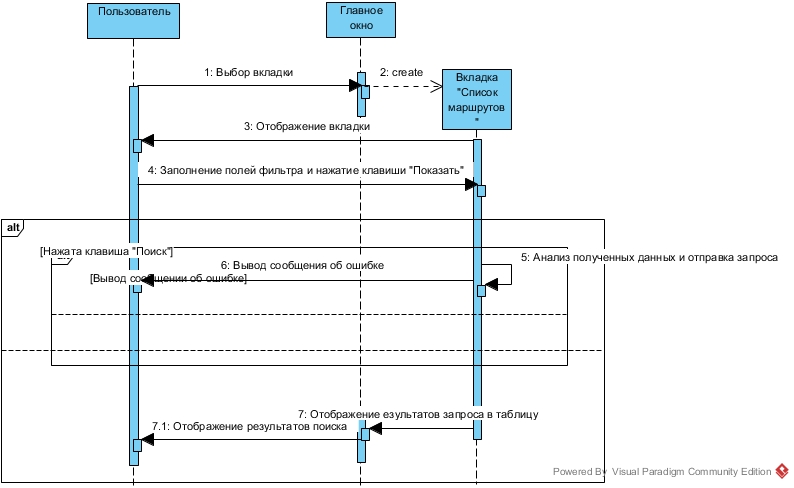 Пользователь
Главное
окно
1: Выбор вкладки
2: create
Вкладка
"Список
маршрутов
"
3: Отображение вкладки
4: Заполнение полей фильтра и нажатие клавиши "Показать"
alt
[Нажата клавиша "Поиск"]
5: Анализ полученных данных и отправка запроса
6: Вывод сообщения об ошибке
[Вывод сообщении об ошибке]
7: Отображение езультатов запроса в таблицу
7.1: Отображение результатов поиска
Powered By Visual Paradigm Community Edition